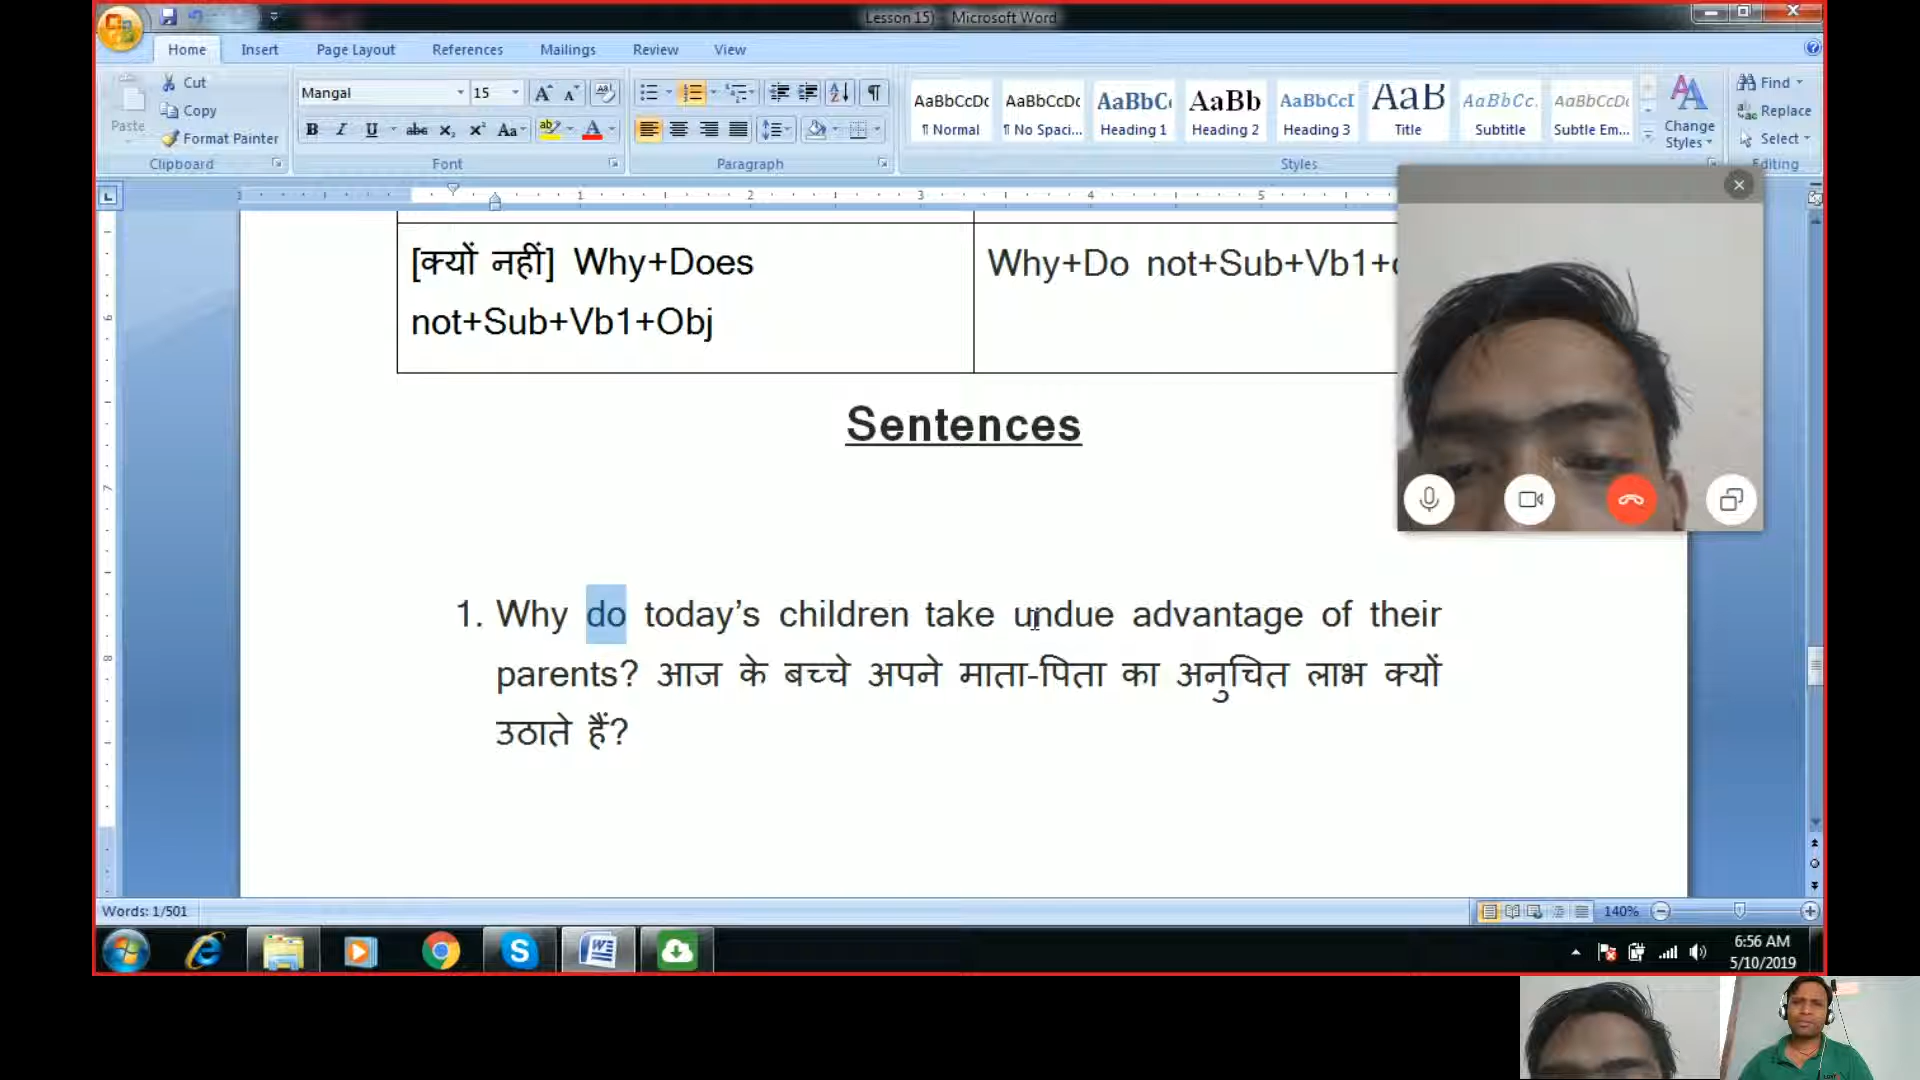 Lesson 15) - Microsoft Word
Home Insert Page Layout References Mailings Review View
Paste
Cut
Copy
Format Painter
Clipboard
Mangal 15
Font
Paragraph
AaBbCcDc AaBbCcDc AaBbC AaBb AaBbCcI AaB AaBbCc. AaBbCcDc
¶ Normal ¶ No Spaci... Heading 1 Heading 2 Heading 3 Title Subtitle Subtle Em...
Change Styles
Styles
Find
Replace
Select
Editing
[क्यों नहीं] Why+Does
not+Sub+Vb1+Obj
Why+Do not+Sub+Vb1+
Sentences
1. Why do today’s children take undue advantage of their
parents? आज के बच्चे अपने माता-पिता का अनुचित लाभ क्यों
उठाते हैं?
Words: 1/501
140%
6:56 AM
5/10/2019